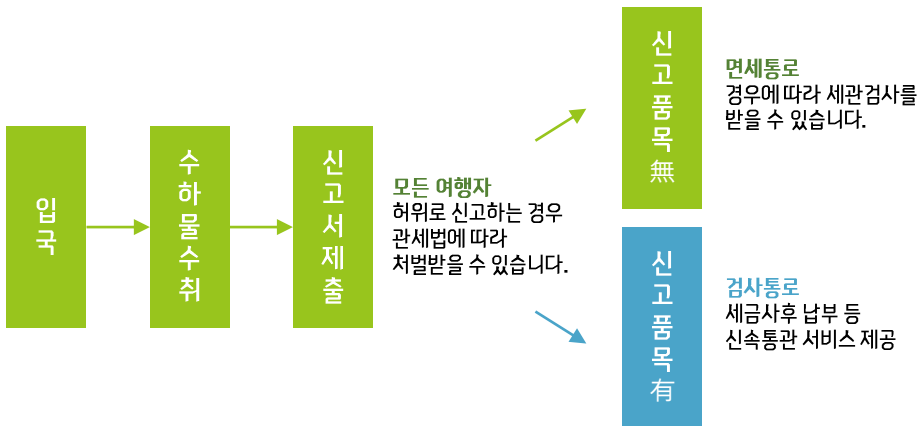 입국
수하물수취
신고서제출
모든 여행자
허위로 신고하는 경우
관세법에 따라
처벌받을 수 있습니다.
신고품목無
면세통로
경우에 따라 세관검사를
받을 수 있습니다.
신고품목有
검사통로
세금사후 납부 등
신속통관 서비스 제공